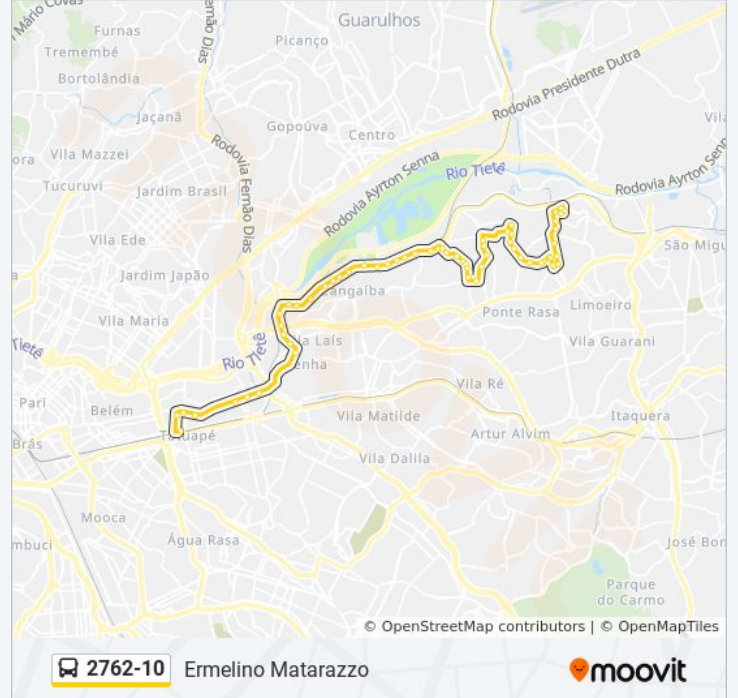 Mário Covas
Furnas
Tremembé
Bortolândia
Guarulhos
Picanço
Rodovia Presidente Dutra
Jaçanã
Gopoúva
Centro
Vila Mazzei
Tucuruvi
Jardim Brasil
Rodovia Fernão Dias
Rodovia Ayrton Senna
Rio Tietê
Rodovia Ayrton Senna
Vila Ede
São Migu
Jardim Japão
Cangaíba
Ponte Rasa
Limoeiro
Vila Maria
Vila Guarani
Rio Tietê
Tietê
Vila Ré
Pari
Belém
Vila Matilde
Itaquera
Brás
Tatuapé
Artur Alvim
Vila Dalila
Mooca
Água Rasa
José Bon
Parque
do Carmo
© OpenStreetMap contributors | © OpenMapTiles
2762-10 Ermelino Matarazzo
moovit